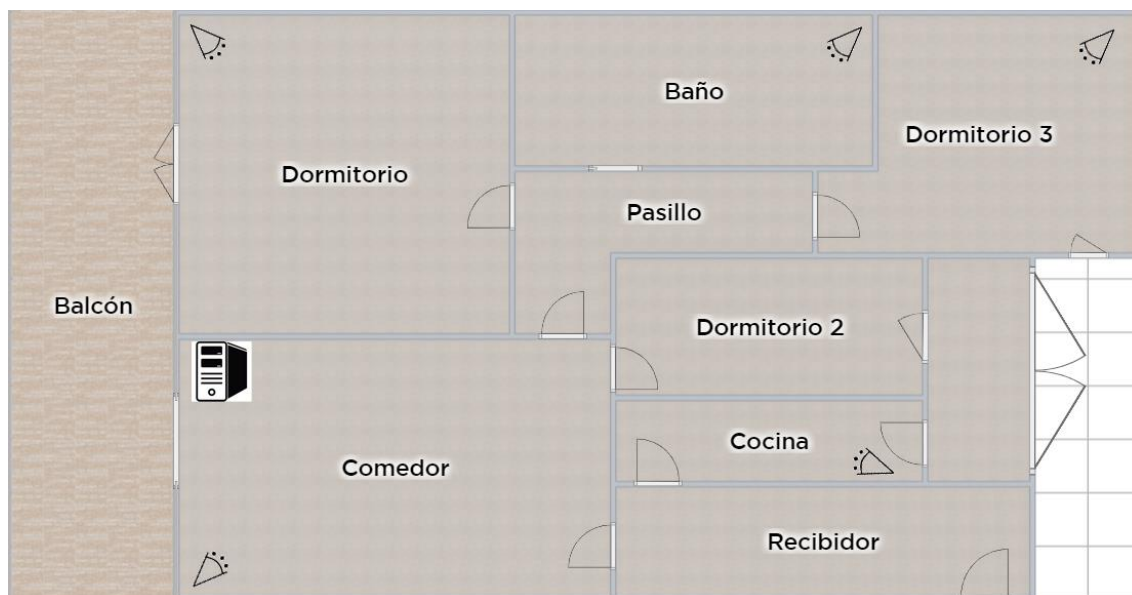 Baño
Dormitorio 3
Dormitorio
Pasillo
Balcón
Dormitorio 2
Comedor
Cocina
Recibidor